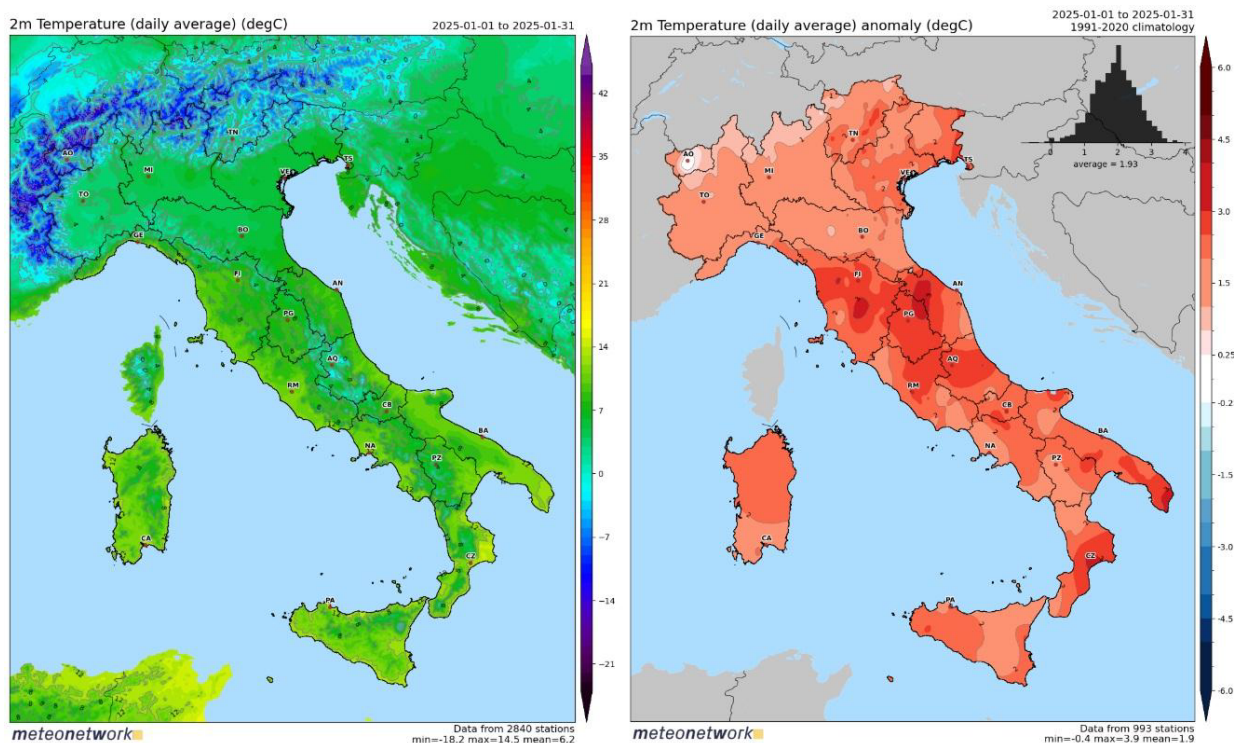 2m Temperature (daily average) (degC)
2025-01-01 to 2025-01-31
AO
TN
MI
TO
VE
TS
GE
BO
FI
AN
PG
AQ
RM
CB
BA
NA
PZ
CA
CZ
PA
42
35
28
21
14
7
0
−7
−14
−21
meteonetwork
Data from 2840 stations
min=-18.2 max=14.5 mean=6.2
2m Temperature (daily average) anomaly (degC)
2025-01-01 to 2025-01-31
1991-2020 climatology
0 1 2 3 4
average = 1.93
AO
TN
MI
TO
VE
TS
GE
BO
FI
AN
PG
AQ
RM
CB
BA
NA
PZ
CA
CZ
PA
6.0
4.5
3.0
1.5
0.25
-0.25
-1.5
-3.0
-4.5
-6.0
meteonetwork
Data from 993 stations
min=-0.4 max=3.9 mean=1.9